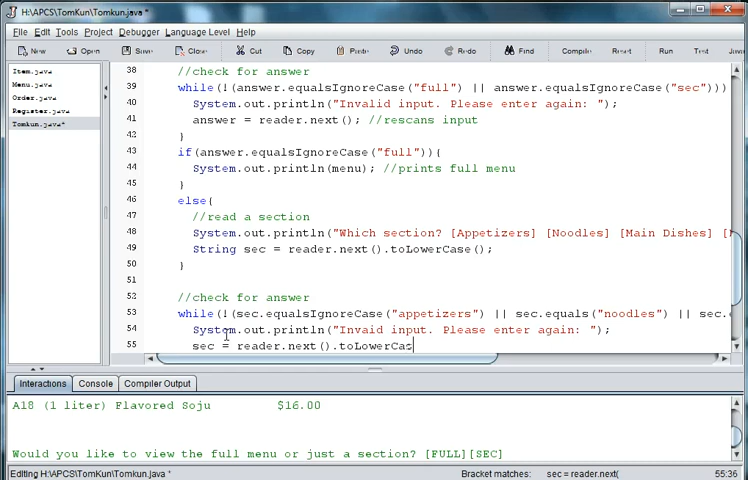 H:\APCS\TomKun\Tomkun.java *
File Edit Tools Project Debugger Language Level Help
New Open Save Close Cut Copy Paste Undo Redo Find Compile Reset Run Test
Item.java
Menu.java
Order.java
Register.java
Tomkun.java*
38 //check for answer
39 while(!(answer.equalsIgnoreCase("full") || answer.equalsIgnoreCase("sec")))
40 System.out.println("Invalid input. Please enter again: ");
41 answer = reader.next(); //rescans input
42 }
43 if(answer.equalsIgnoreCase("full")){
44 System.out.println(menu); //prints full menu
45 }
46 else{
47 //read a section
48 System.out.println("Which section? [Appetizers] [Noodles] [Main Dishes] [
49 String sec = reader.next().toLowerCase();
50 }
51
52 //check for answer
53 while(!(sec.equalsIgnoreCase("appetizers") || sec.equals("noodles") || sec.
54 System.out.println("Invaid input. Please enter again: ");
55 sec = reader.next().toLowerCas
Interactions Console Compiler Output
A18 (1 liter) Flavored Soju $16.00
Would you like to view the full menu or just a section? [FULL][SEC]
Editing H:\APCS\TomKun\Tomkun.java * Bracket matches: sec = reader.next( 55:36